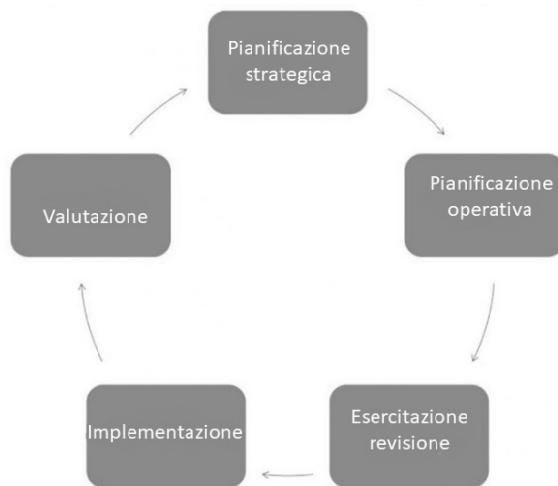 Pianificazione
strategica
Pianificazione
operativa
Esercitazione
revisione
Implementazione
Valutazione